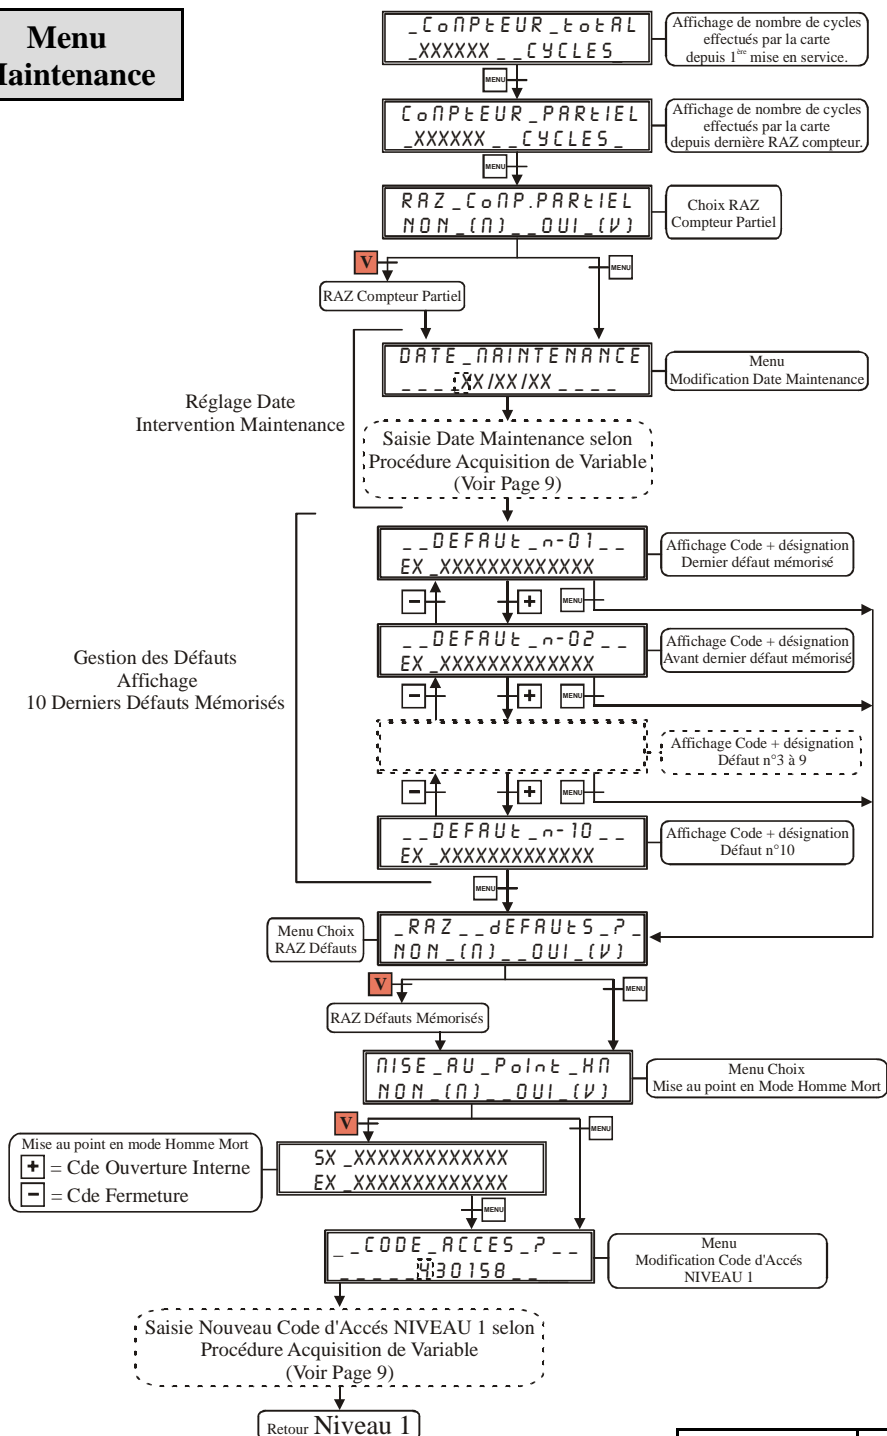 Menu
Maintenance
_CoMPtEUR_totAL
_XXXXXX__CYCLES_
Affichage de nombre de cycles
effectués par la carte
depuis 1ère mise en service.
MENU
CoMPtEUR_PARtIEL
_XXXXXX__CYCLES_
Affichage de nombre de cycles
effectués par la carte
depuis dernière RAZ compteur.
MENU
RAZ_CoMP.PARtIEL
NON_(M)__OUI_(V)
Choix RAZ
Compteur Partiel
V
MENU
RAZ Compteur Partiel
DATE_MAINTENANCE
____XX/XX/XX____
Menu
Modification Date Maintenance
Réglage Date
Intervention Maintenance
Saisie Date Maintenance selon
Procédure Acquisition de Variable
(Voir Page 9)
__DEFAUt_n-01__
EX_XXXXXXXXXXXXX
Affichage Code + désignation
Dernier défaut mémorisé
− + MENU
__DEFAUt_n-02__
EX_XXXXXXXXXXXXX
Affichage Code + désignation
Avant dernier défaut mémorisé
Gestion des Défauts
Affichage
10 Derniers Défauts Mémorisés
− + MENU
Affichage Code + désignation
Défaut n°3 à 9
− + MENU
__DEFAUt_n-10__
EX_XXXXXXXXXXXXX
Affichage Code + désignation
Défaut n°10
MENU
Menu Choix
RAZ Défauts
_RAZ__dEFAUtS_?_
NON_(M)__OUI_(V)
V
MENU
RAZ Défauts Mémorisés
MISE_AU_PoInt_HM
NON_(M)__OUI_(V)
Menu Choix
Mise au point en Mode Homme Mort
V
MENU
Mise au point en mode Homme Mort
+ = Cde Ouverture Interne
− = Cde Fermeture
SX_XXXXXXXXXXXXX
EX_XXXXXXXXXXXXX
MENU
__CODE_ACCES_?__
_____430158__
Menu
Modification Code d'Accés
NIVEAU 1
Saisie Nouveau Code d'Accés NIVEAU 1 selon
Procédure Acquisition de Variable
(Voir Page 9)
Retour Niveau 1